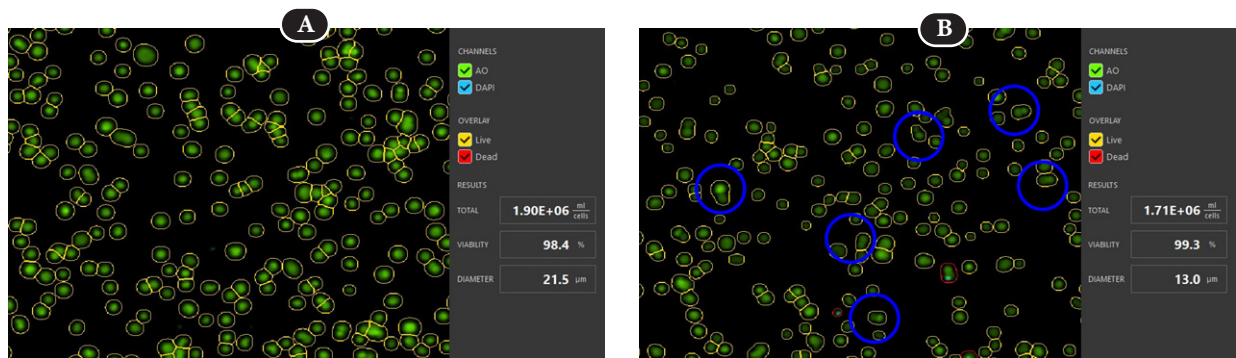 A
CHANNELS
AO
DAPI
OVERLAY
Live
Dead
RESULTS
TOTAL 1.90E+06 ml
cells
VIABILITY 98.4 %
DIAMETER 21.5 µm
B
CHANNELS
AO
DAPI
OVERLAY
Live
Dead
RESULTS
TOTAL 1.71E+06 ml
cells
VIABILITY 99.3 %
DIAMETER 13.0 µm